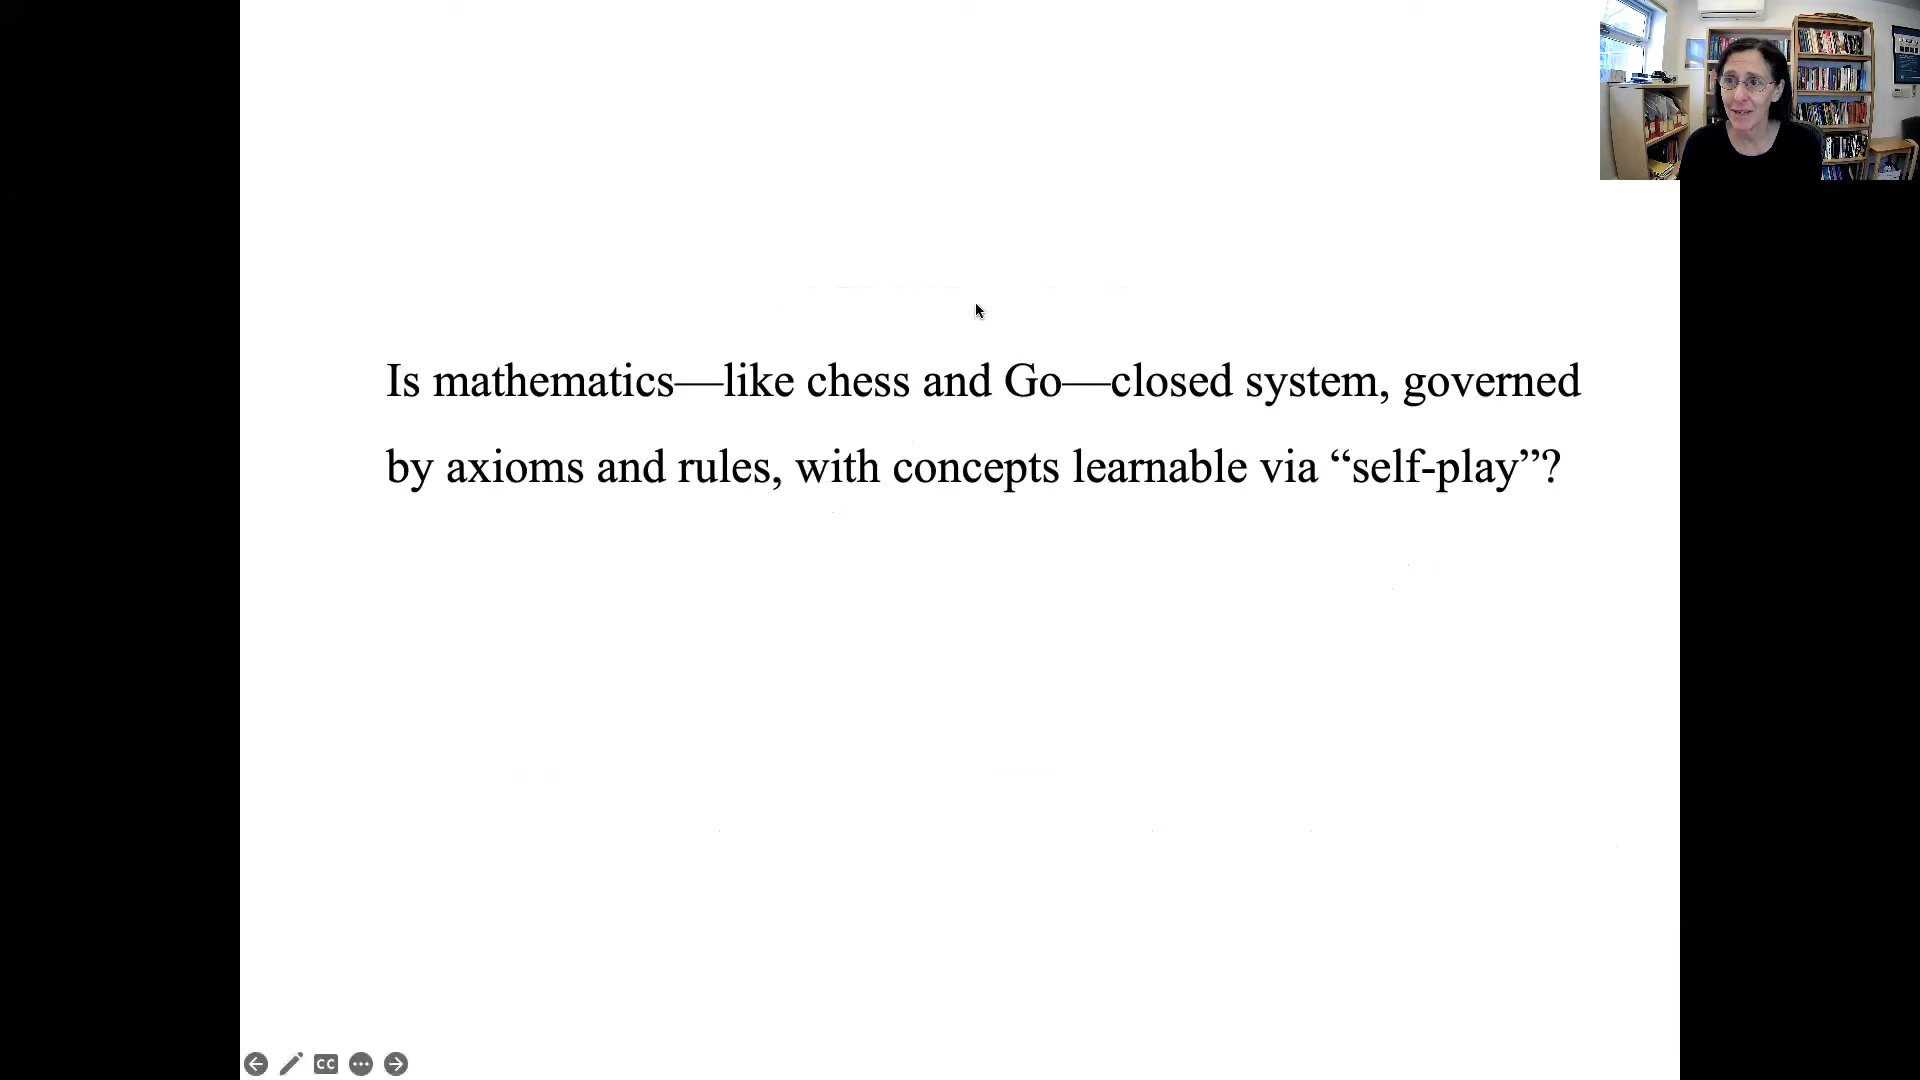 Is mathematics—like chess and Go—closed system, governed
by axioms and rules, with concepts learnable via “self-play”?
CC